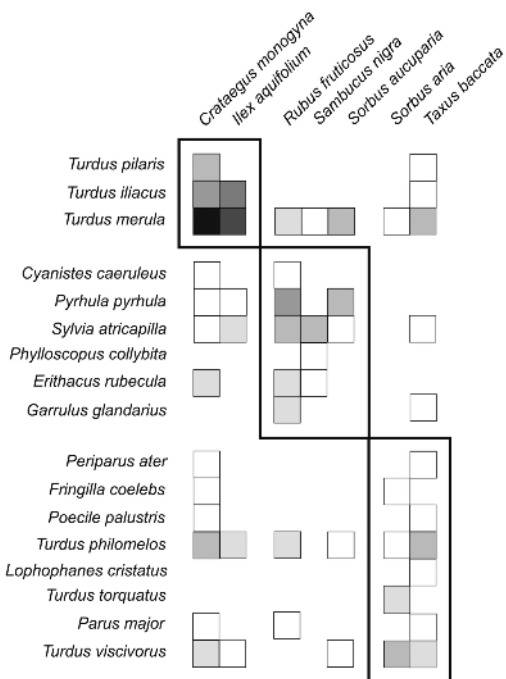 Crataegus monogyna
Ilex aquifolium
Rubus fruticosus
Sambucus nigra
Sorbus aucuparia
Sorbus aria
Taxus baccata
Turdus pilaris
Turdus iliacus
Turdus merula
Cyanistes caeruleus
Pyrhula pyrhula
Sylvia atricapilla
Phylloscopus collybita
Erithacus rubecula
Garrulus glandarius
Periparus ater
Fringilla coelebs
Poecile palustris
Turdus philomelos
Lophophanes cristatus
Turdus torquatus
Parus major
Turdus viscivorus